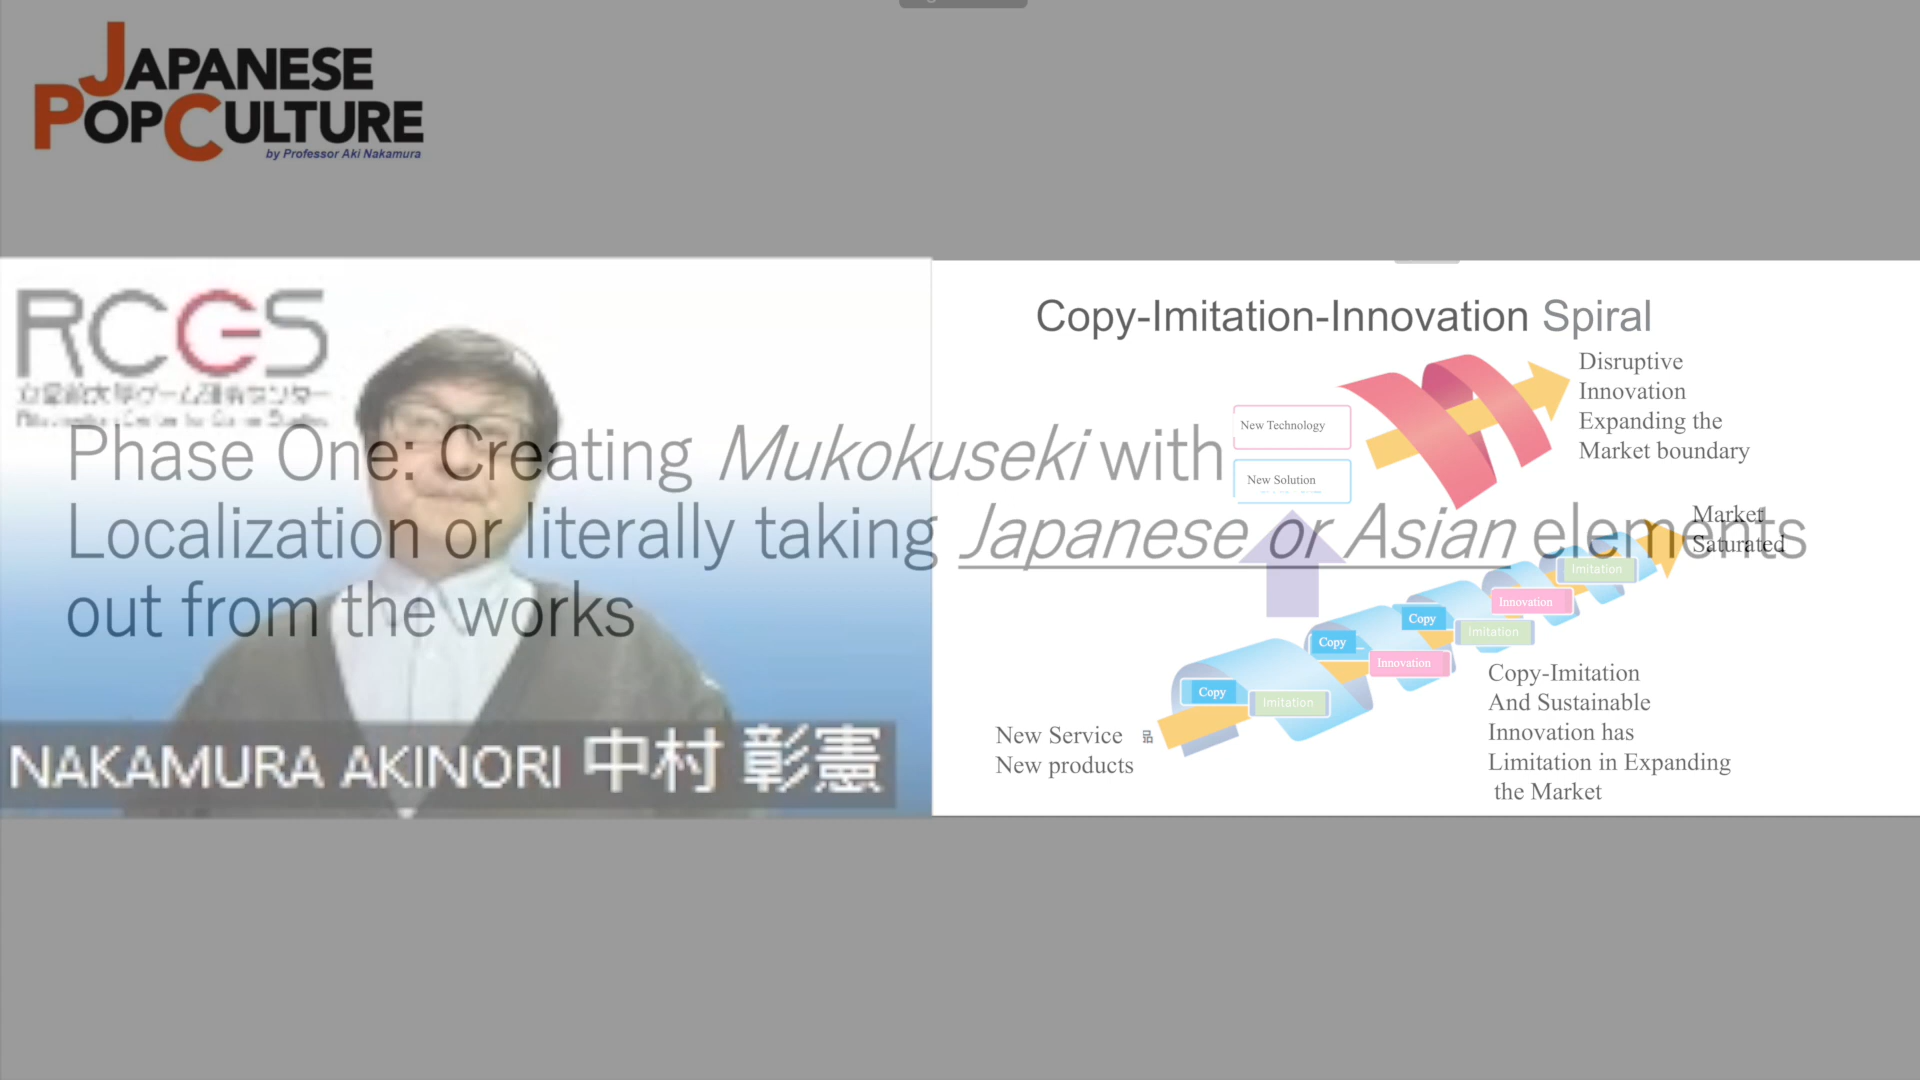 JAPANESE
POPCULTURE
by Professor Aki Nakamura
RCGS
Phase One: Creating Mukokuseki with
Localization or literally taking Japanese or Asian elements
out from the works
NAKAMURA AKINORI 中村 彰憲
Copy-Imitation-Innovation Spiral
Disruptive
Innovation
Expanding the
Market boundary
New Technology
New Solution
Market
Saturated
Imitation
Innovation
Copy
Imitation
Copy
Innovation
Copy
Imitation
Copy-Imitation
And Sustainable
Innovation has
Limitation in Expanding
the Market
New Service 品
New products